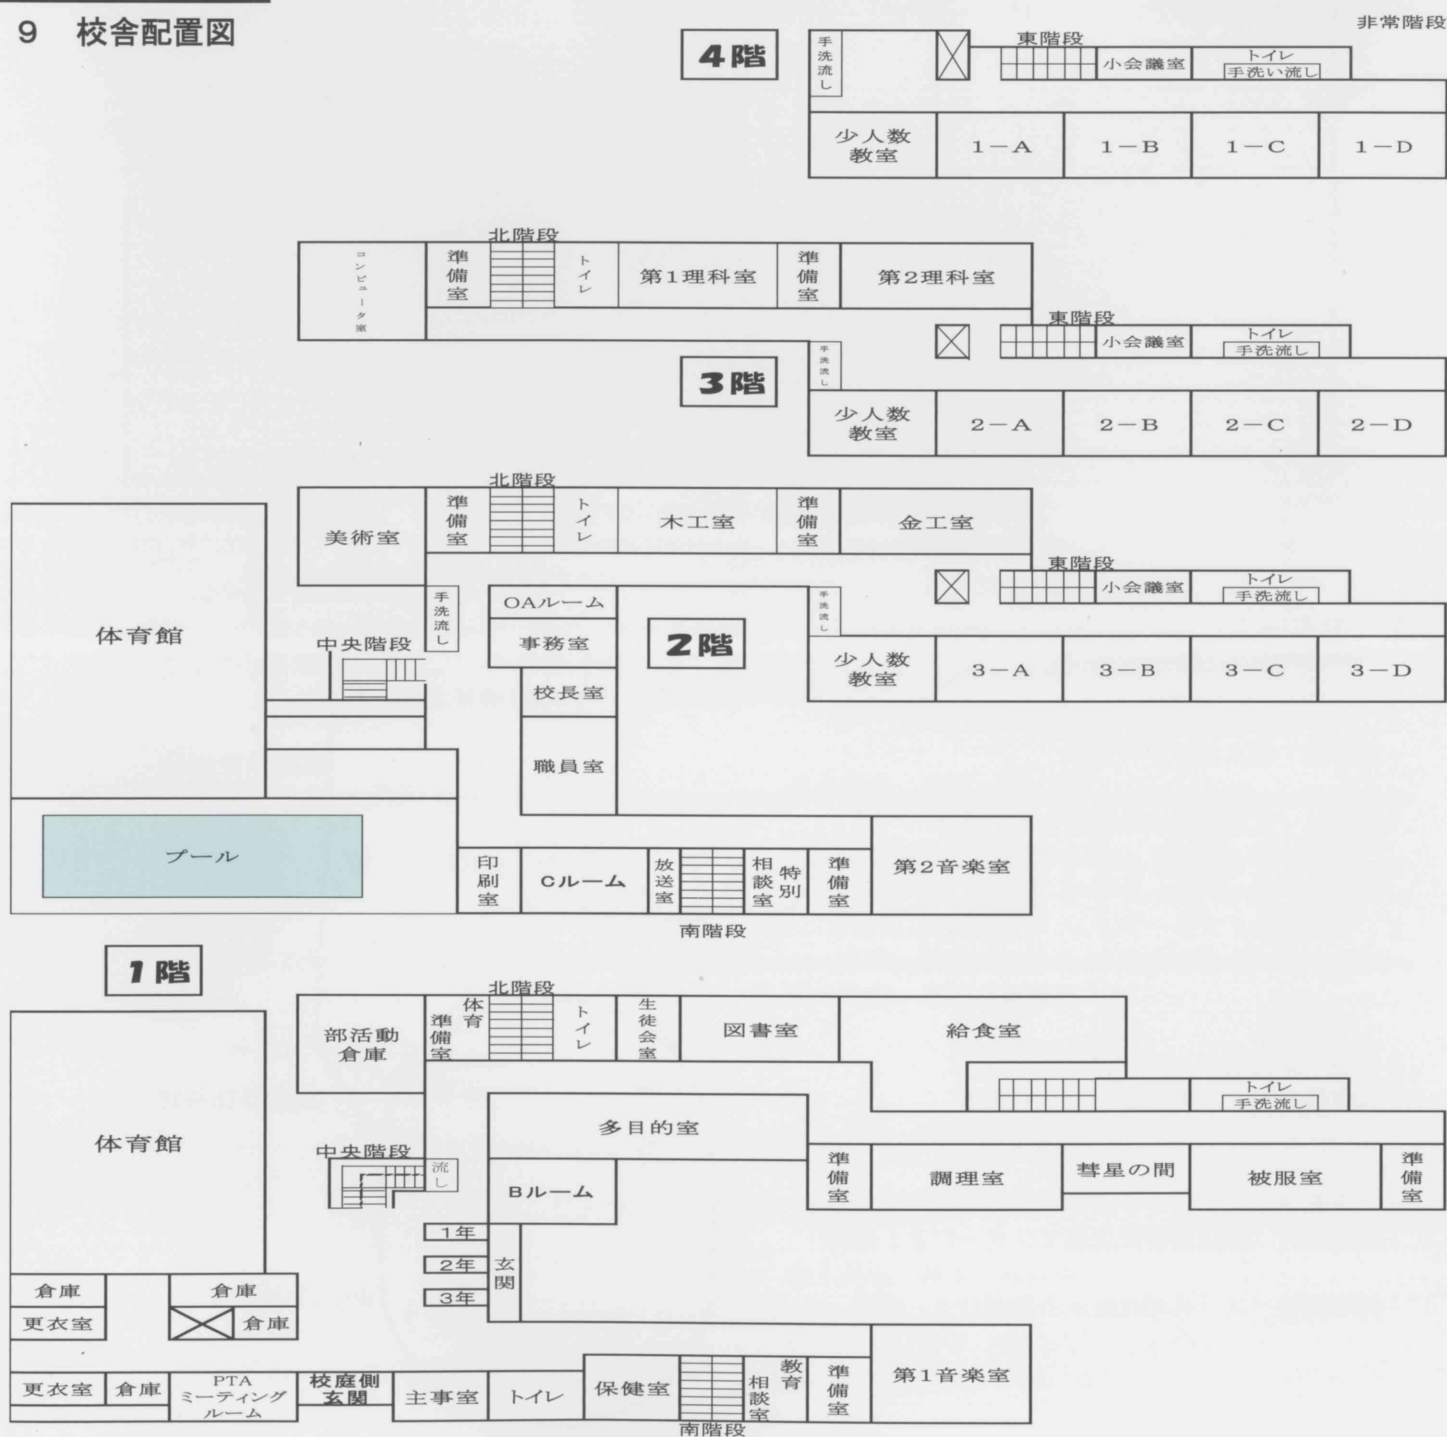 9 校舎配置図
非常階段
4階
手洗流し
東階段
小会議室
トイレ
手洗い流し
少人数
教室
1－A
1－B
1－C
1－D
北階段
コンピュータ室
準備室
トイレ
第1理科室
準備室
第2理科室
東階段
小会議室
トイレ
手洗流し
3階
手洗流し
少人数
教室
2－A
2－B
2－C
2－D
北階段
美術室
準備室
トイレ
木工室
準備室
金工室
東階段
小会議室
トイレ
手洗流し
体育館
手洗流し
中央階段
OAルーム
事務室
校長室
職員室
2階
手洗流し
少人数
教室
3－A
3－B
3－C
3－D
プール
印刷室
Cルーム
放送室
特別
相談室
準備室
第2音楽室
南階段
1階
北階段
部活動
倉庫
体育
準備室
トイレ
生徒会室
図書室
給食室
トイレ
手洗流し
体育館
中央階段
流し
多目的室
Bルーム
準備室
調理室
彗星の間
被服室
準備室
1年
2年
3年
玄関
倉庫
倉庫
更衣室
倉庫
更衣室
倉庫
PTA
ミーティング
ルーム
校庭側
玄関
主事室
トイレ
保健室
教育
相談室
準備室
第1音楽室
南階段